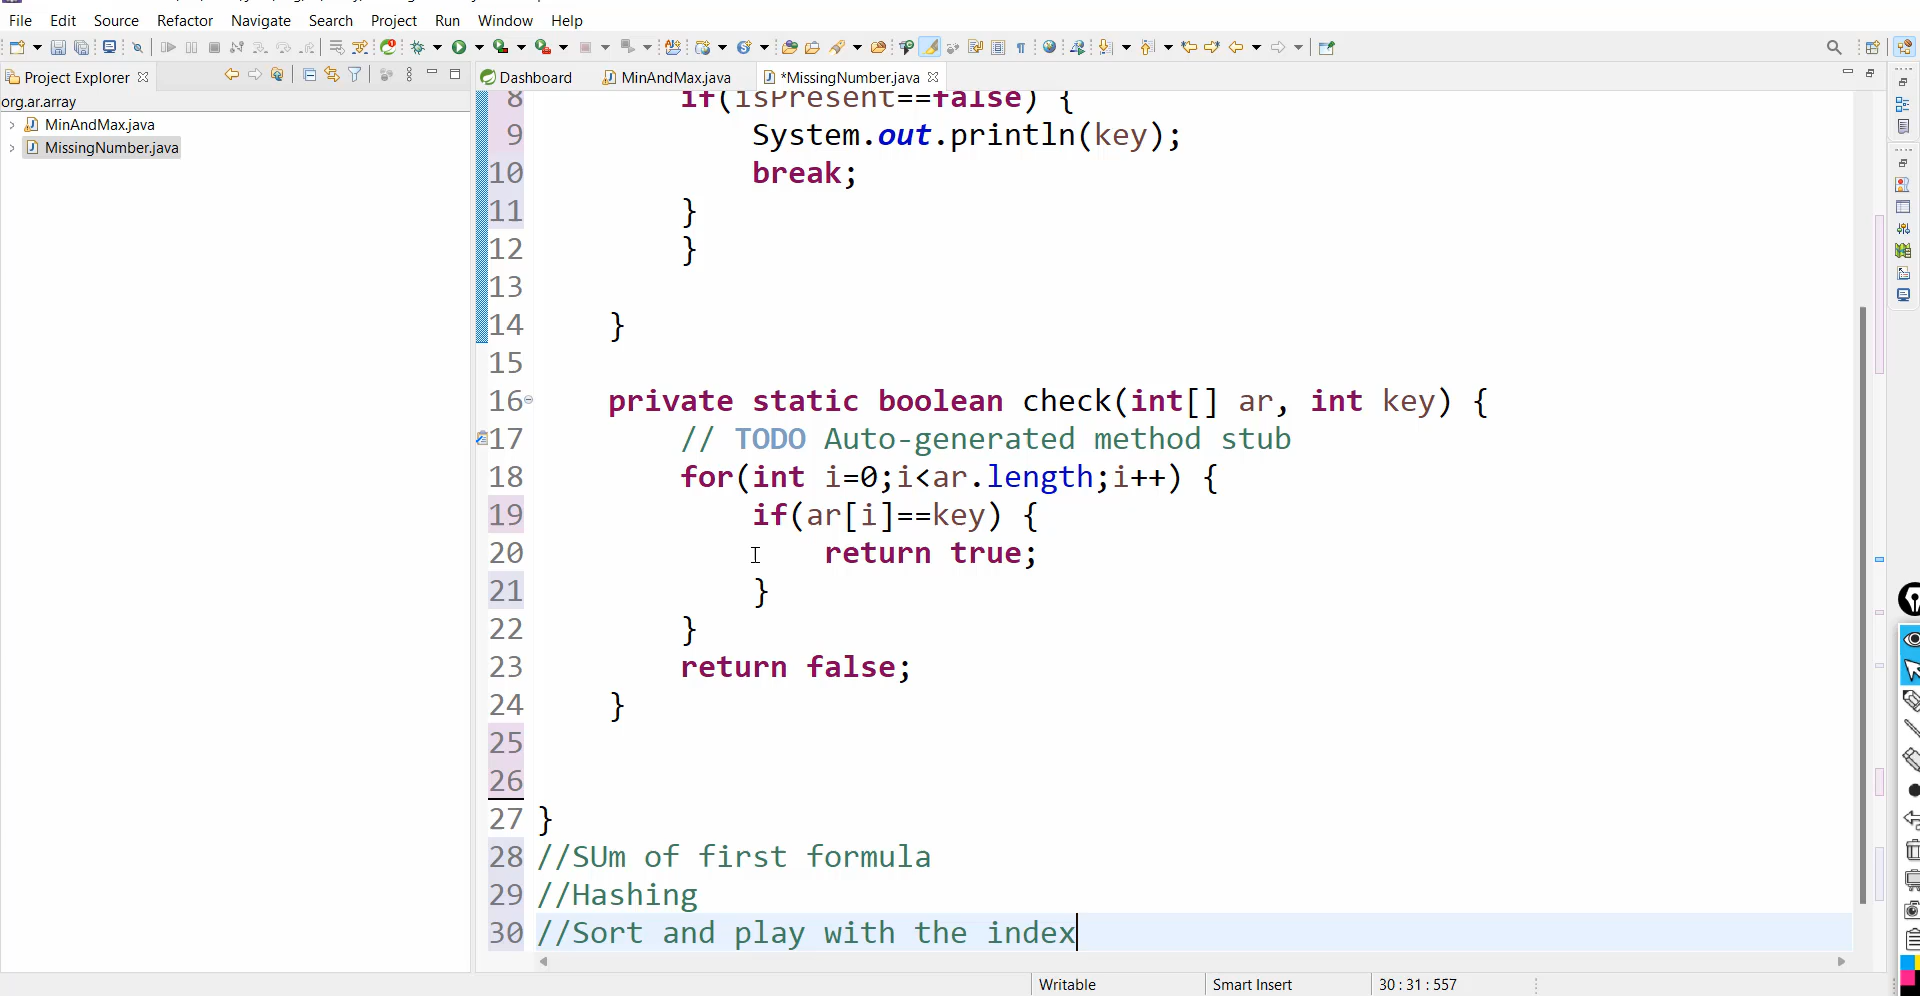 File Edit Source Refactor Navigate Search Project Run Window Help
Project Explorer
Dashboard MinAndMax.java *MissingNumber.java
org.ar.array
MinAndMax.java
MissingNumber.java
8 if(isPresent==false) {
9 System.out.println(key);
10 break;
11 }
12 }
13
14 }
15
16 private static boolean check(int[] ar, int key) {
17 // TODO Auto-generated method stub
18 for(int i=0;i<ar.length;i++) {
19 if(ar[i]==key) {
20 return true;
21 }
22 }
23 return false;
24 }
25
26
27 }
28 //SUm of first formula
29 //Hashing
30 //Sort and play with the index
Writable Smart Insert 30 : 31 : 557